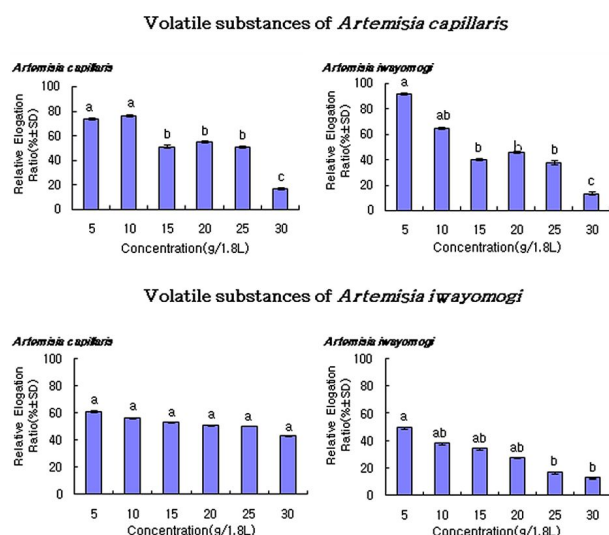 Volatile substances of Artemisia capillaris
Artemisia capillaris
Relative Elogation
Ratio(%±SD)
100
80
60
40
20
0
a a b b b c
5 10 15 20 25 30
Concentration(g/1.8L)
Artemisia iwayomogi
Relative Elogation
Ratio(%±SD)
100
80
60
40
20
0
a ab b b b c
5 10 15 20 25 30
Concentration(g/1.8L)
Volatile substances of Artemisia iwayomogi
Artemisia capillaris
Relative Elogation
Ratio(%±SD)
100
80
60
40
20
0
a a a a a a
5 10 15 20 25 30
Concentration(g/1.8L)
Artemisia iwayomogi
Relative Elogation
Ratio(%±SD)
100
80
60
40
20
0
a ab ab ab b b
5 10 15 20 25 30
Concentration(g/1.8L)